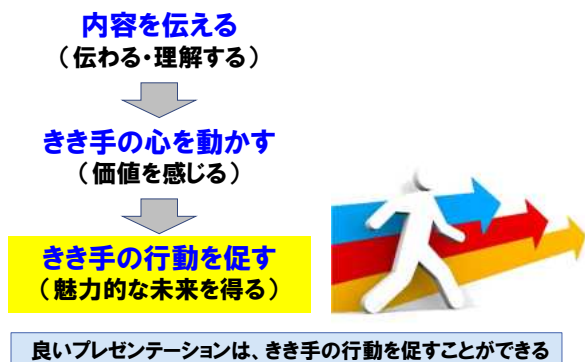 内容を伝える
（伝わる・理解する）
きき手の心を動かす
（価値を感じる）
きき手の行動を促す
（魅力的な未来を得る）
良いプレゼンテーションは、きき手の行動を促すことができる